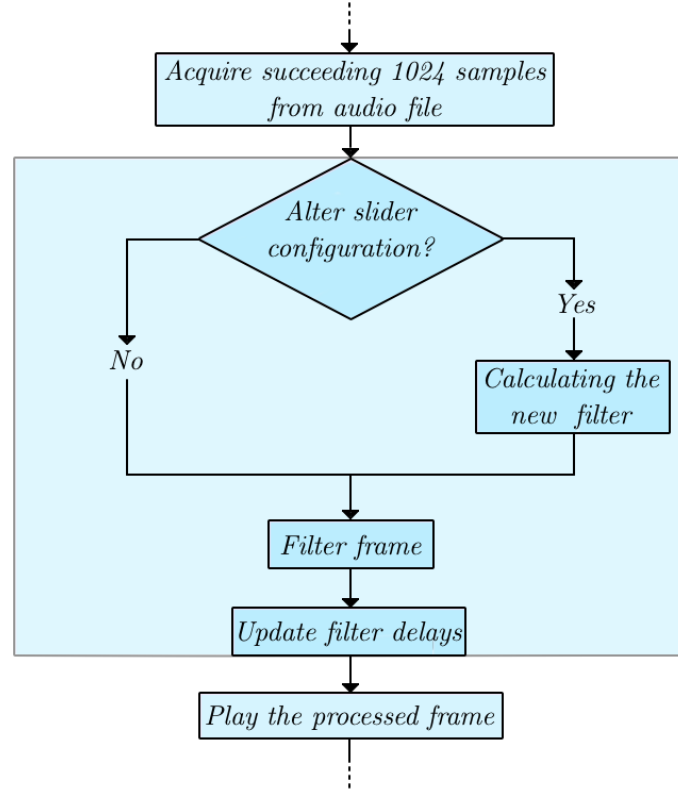 Acquire succeeding 1024 samples
from audio file
Alter slider
configuration?
Yes
No
Calculating the
new filter
Filter frame
Update filter delays
Play the processed frame